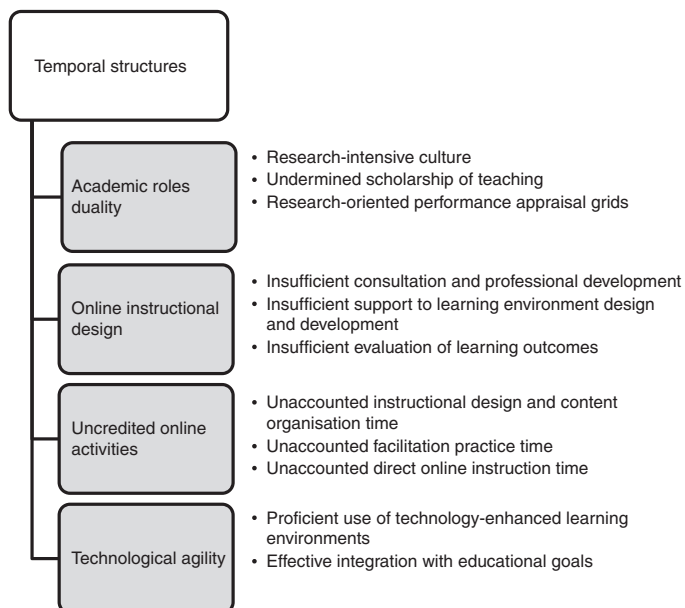 Temporal structures
Academic roles
duality
• Research-intensive culture
• Undermined scholarship of teaching
• Research-oriented performance appraisal grids
Online instructional
design
• Insufficient consultation and professional development
• Insufficient support to learning environment design
and development
• Insufficient evaluation of learning outcomes
Uncredited online
activities
• Unaccounted instructional design and content
organisation time
• Unaccounted facilitation practice time
• Unaccounted direct online instruction time
Technological agility
• Proficient use of technology-enhanced learning
environments
• Effective integration with educational goals